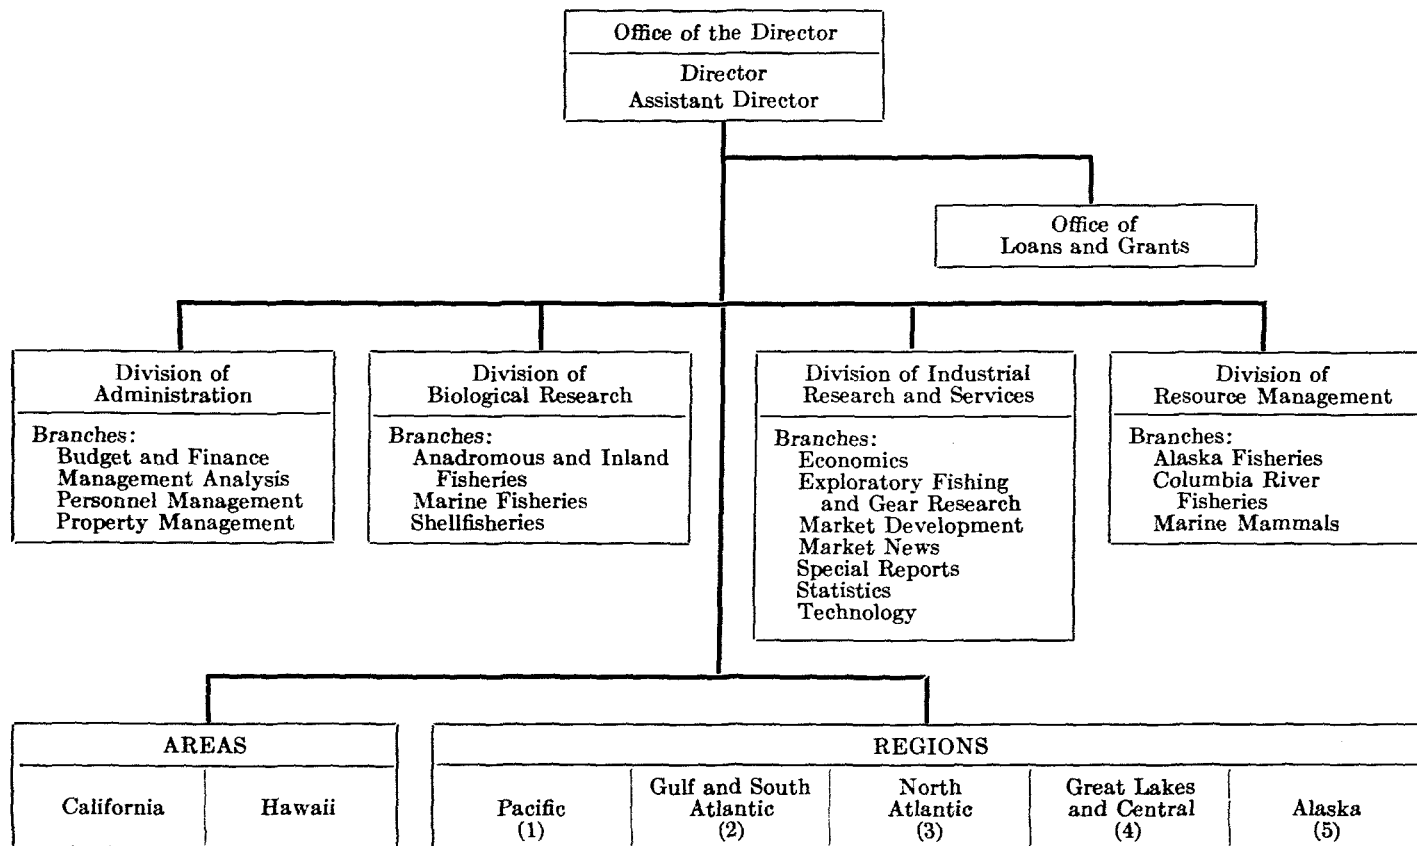 Office of the Director
Director
Assistant Director
Office of
Loans and Grants
Division of
Administration
Branches:
Budget and Finance
Management Analysis
Personnel Management
Property Management
Division of
Biological Research
Branches:
Anadromous and Inland
Fisheries
Marine Fisheries
Shellfisheries
Division of Industrial
Research and Services
Branches:
Economics
Exploratory Fishing
and Gear Research
Market Development
Market News
Special Reports
Statistics
Technology
Division of
Resource Management
Branches:
Alaska Fisheries
Columbia River
Fisheries
Marine Mammals
AREAS
California
Hawaii
REGIONS
Pacific
(1)
Gulf and South
Atlantic
(2)
North
Atlantic
(3)
Great Lakes
and Central
(4)
Alaska
(5)